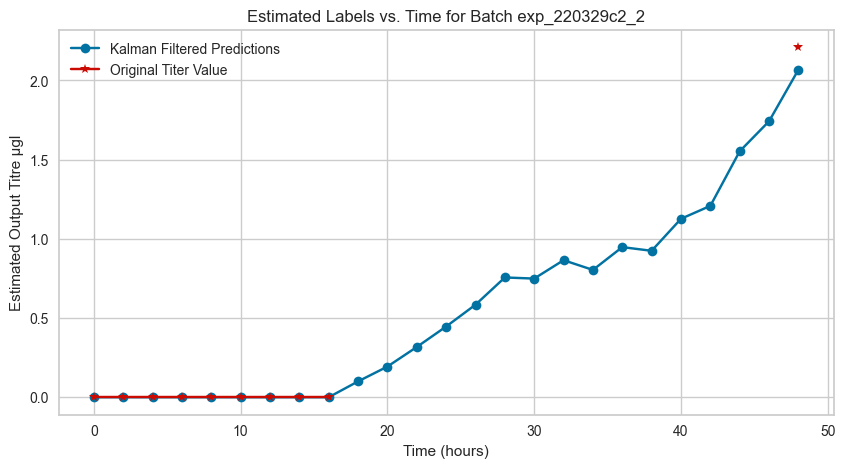 Estimated Labels vs. Time for Batch exp_220329c2_2
Kalman Filtered Predictions
Original Titer Value
Estimated Output Titre µgl
2.0
1.5
1.0
0.5
0.0
0 10 20 30 40 50
Time (hours)